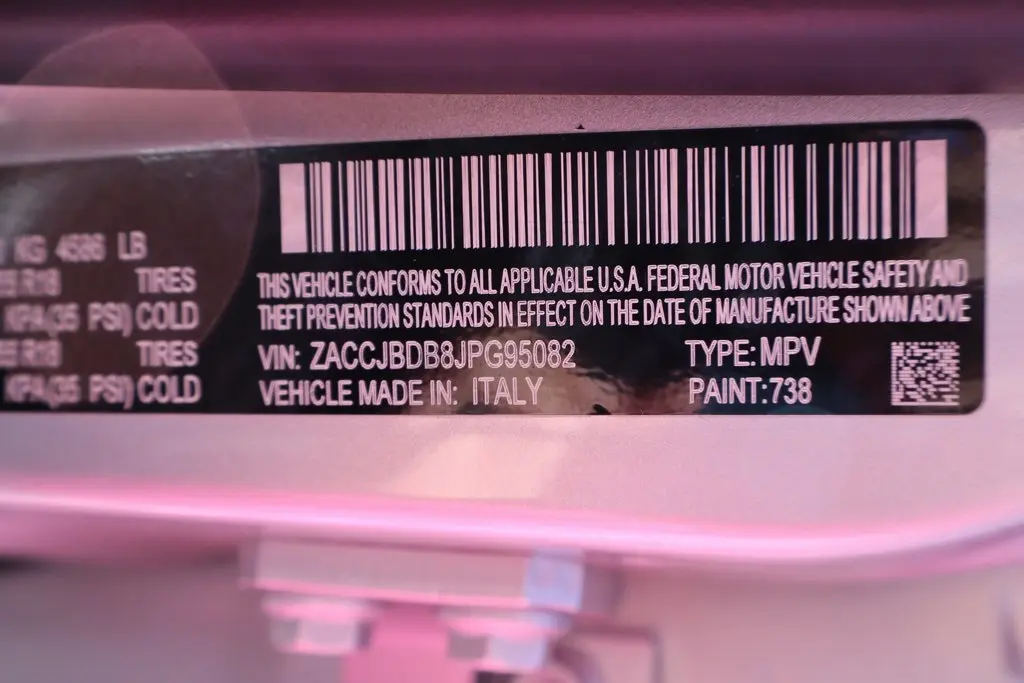 KG 4586 LB
R18 TIRES
KPA(35 PSI) COLD
R18 TIRES
KPA(35 PSI) COLD
THIS VEHICLE CONFORMS TO ALL APPLICABLE U.S.A. FEDERAL MOTOR VEHICLE SAFETY AND
THEFT PREVENTION STANDARDS IN EFFECT ON THE DATE OF MANUFACTURE SHOWN ABOVE
VIN: ZACCJBDB8JPG95082 TYPE:MPV
VEHICLE MADE IN: ITALY PAINT:738